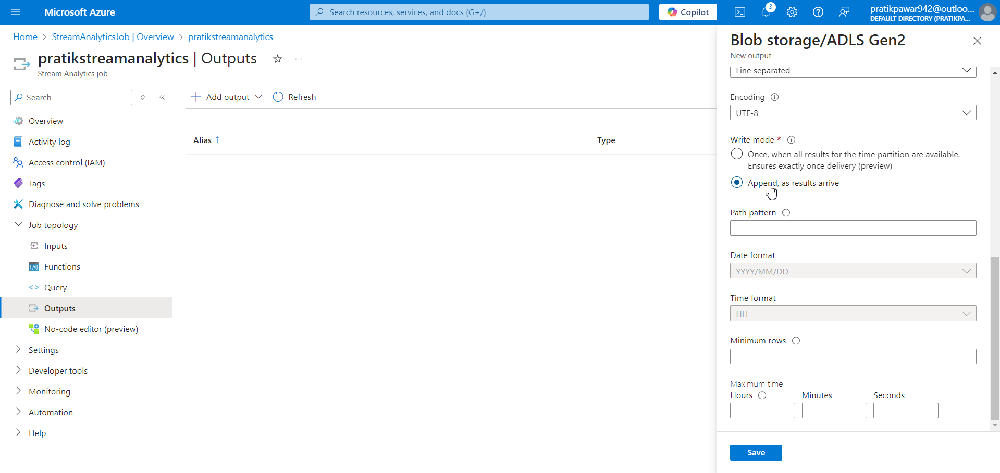 Microsoft Azure
Search resources, services, and docs (G+/)
Copilot
3
pratikpawar942@outloo...
DEFAULT DIRECTORY (PRATIKPA...
Home > StreamAnalyticsJob | Overview > pratikstreamanalytics
pratikstreamanalytics | Outputs
Stream Analytics job
Search
Overview
Activity log
Access control (IAM)
Tags
Diagnose and solve problems
Job topology
Inputs
Functions
Query
Outputs
No-code editor (preview)
Settings
Developer tools
Monitoring
Automation
Help
Add output
Refresh
Alias ↑
Type
Blob storage/ADLS Gen2
New output
Line separated
Encoding
UTF-8
Write mode *
Once, when all results for the time partition are available.
Ensures exactly once delivery (preview)
Append, as results arrive
Path pattern
Date format
YYYY/MM/DD
Time format
HH
Minimum rows
Maximum time
Hours Minutes Seconds
Save